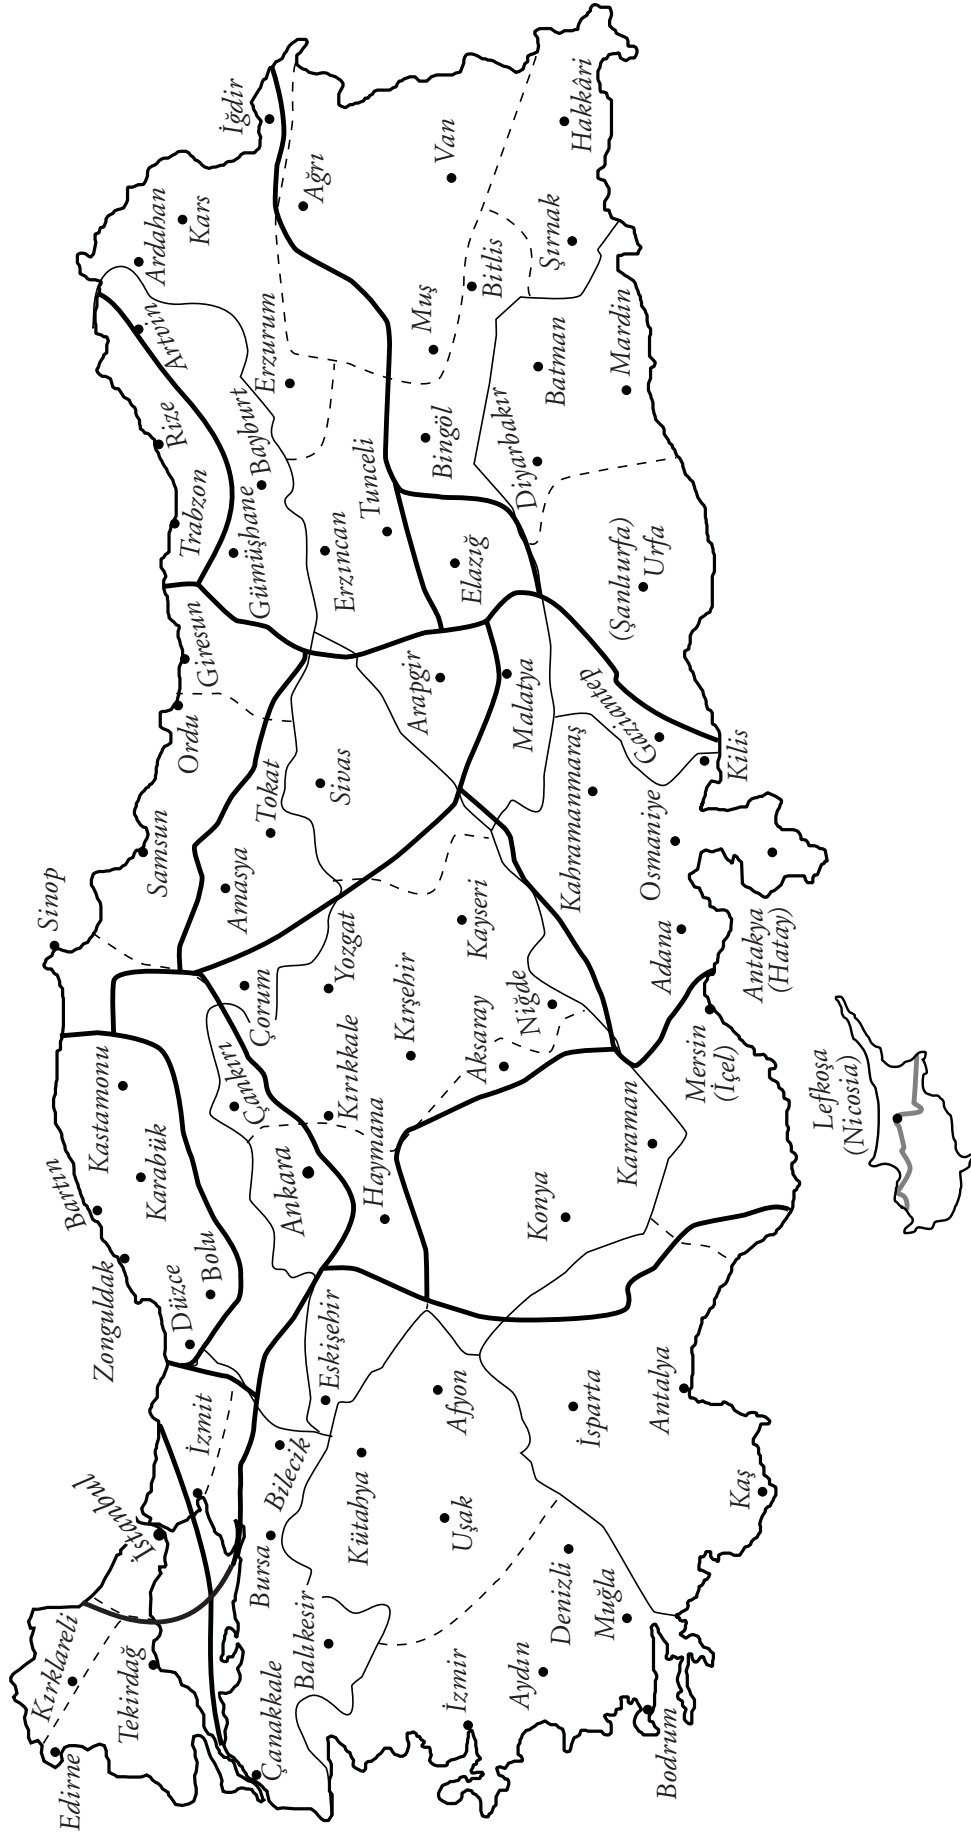 Edirne
Kırklareli
Tekirdağ
İstanbul
Çanakkale
Balıkesir
Bursa
Bilecik
İzmit
Kütahya
Uşak
İzmir
Aydın
Denizli
Muğla
Bodrum
Kaş
Antalya
Isparta
Afyon
Eskişehir
Düzce
Bolu
Zonguldak
Bartın
Karabük
Kastamonu
Çankırı
Ankara
Haymana
Kırıkkale
Kırşehir
Konya
Karaman
Aksaray
Niğde
Mersin
(İçel)
Lefkoşa
(Nicosia)
Sinop
Çorum
Yozgat
Kayseri
Adana
Antakya
(Hatay)
Osmaniye
Kahramanmaraş
Samsun
Amasya
Tokat
Sivas
Ordu
Giresun
Arapgir
Malatya
Gaziantep
Kilis
Trabzon
Gümüşhane
Bayburt
Erzıncan
Tunceli
Elazığ
(Şanlıurfa)
Urfa
Rize
Artvin
Erzurum
Bingöl
Diyarbakır
Muş
Bitlis
Batman
Mardin
Ardahan
Kars
İğdir
Ağrı
Van
Şırnak
Hakkâri